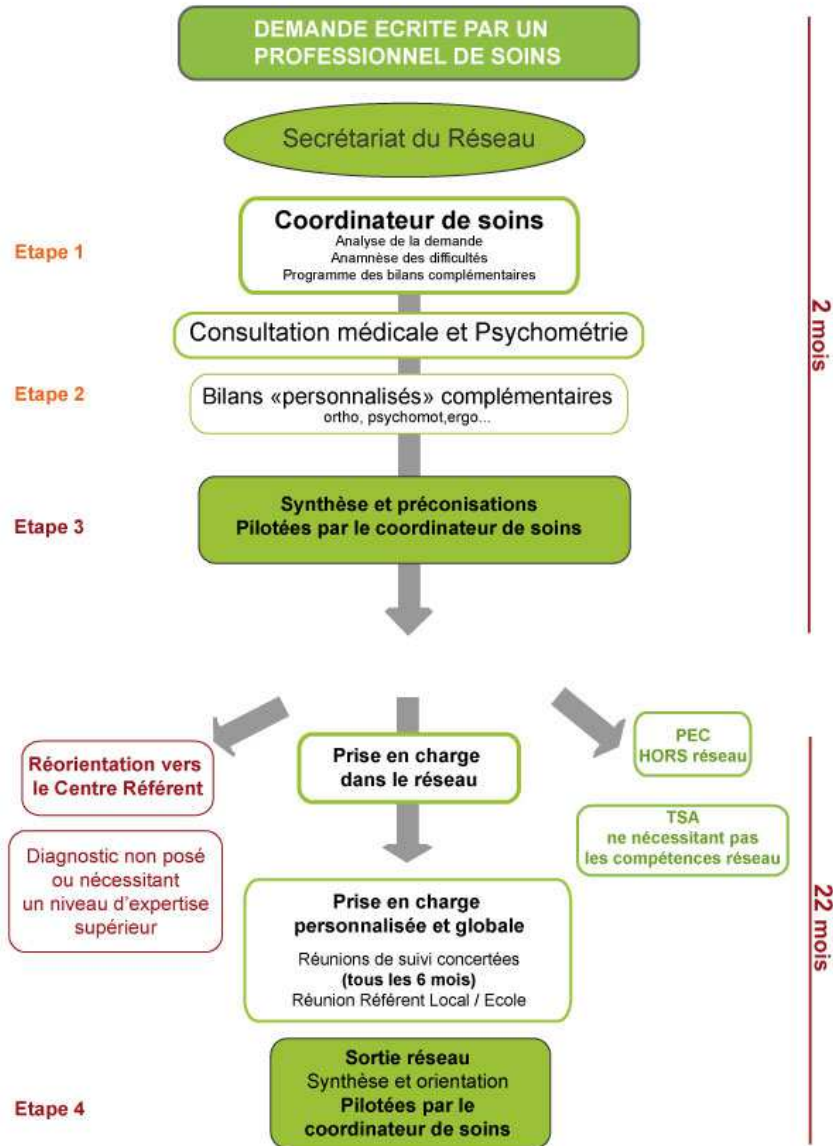 DEMANDE ECRITE PAR UN
PROFESSIONNEL DE SOINS
Secrétariat du Réseau
Etape 1
Coordinateur de soins
Analyse de la demande
Anamnèse des difficultés
Programme des bilans complémentaires
2 mois
Consultation médicale et Psychométrie
Etape 2
Bilans «personnalisés» complémentaires
ortho, psychomot,ergo...
Etape 3
Synthèse et préconisations
Pilotées par le coordinateur de soins
Réorientation vers
le Centre Référent
Diagnostic non posé
ou nécessitant
un niveau d'expertise
supérieur
Prise en charge
dans le réseau
PEC
HORS réseau
TSA
ne nécessitant pas
les compétences réseau
22 mois
Prise en charge
personnalisée et globale
Réunions de suivi concertées
(tous les 6 mois)
Réunion Référent Local / Ecole
Etape 4
Sortie réseau
Synthèse et orientation
Pilotées par le
coordinateur de soins